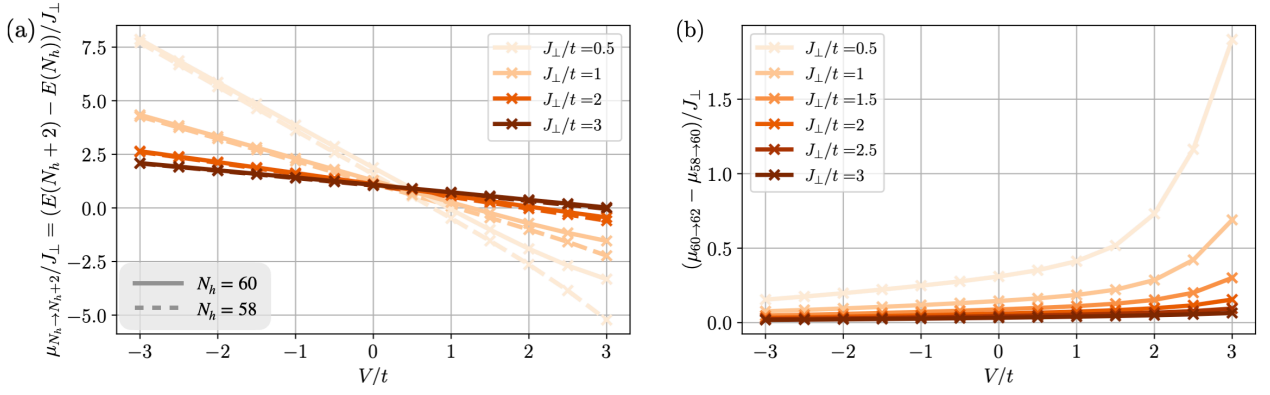 (a)
μ_{N_h→N_h+2}/J_⊥ = (E(N_h + 2) − E(N_h))/J_⊥
7.5
5.0
2.5
0.0
−2.5
−5.0
J_⊥/t =0.5
J_⊥/t =1
J_⊥/t =2
J_⊥/t =3
N_h = 60
N_h = 58
−3 −2 −1 0 1 2 3
V/t
(b)
(μ_{60→62} − μ_{58→60})/J_⊥
1.5
1.0
0.5
0.0
J_⊥/t =0.5
J_⊥/t =1
J_⊥/t =1.5
J_⊥/t =2
J_⊥/t =2.5
J_⊥/t =3
−3 −2 −1 0 1 2 3
V/t